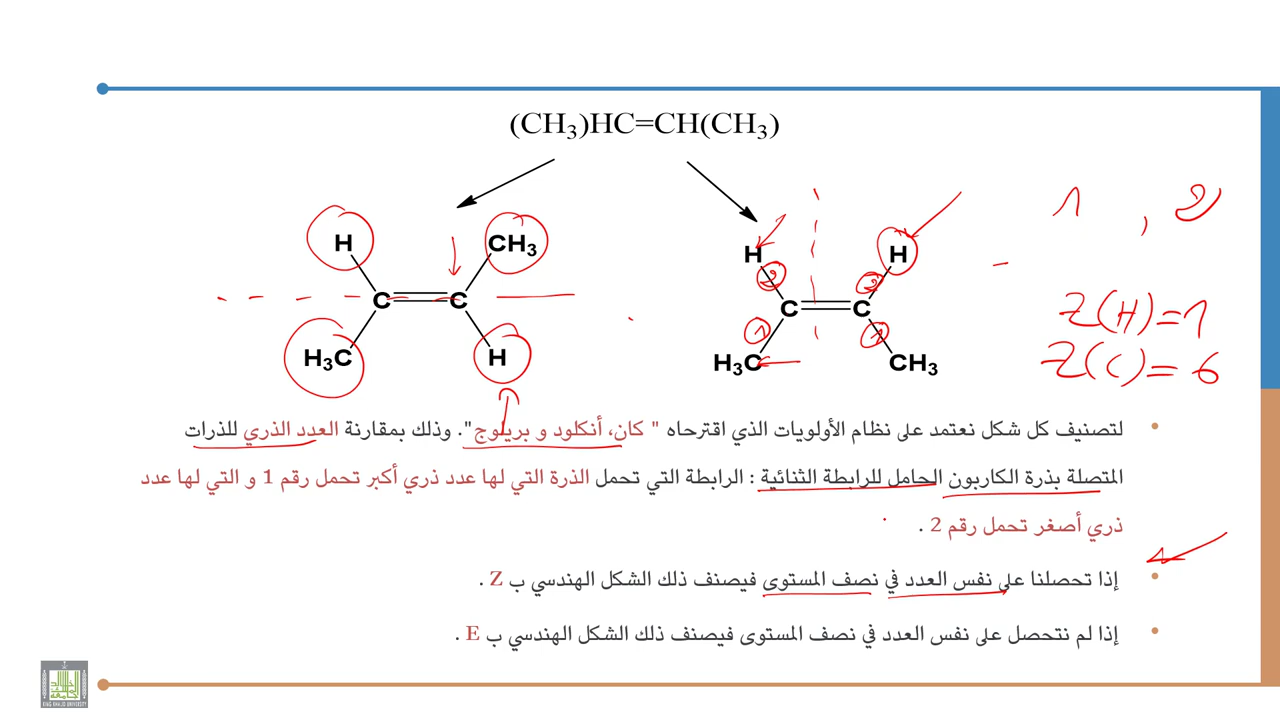 (CH₃)HC=CH(CH₃)
H CH₃ H H
C C C C
H₃C H H₃C CH₃
2 2
1 1
1 , 2
Z(H)=1
Z(C)=6
لتصنيف كل شكل نعتمد على نظام الأولويات الذي اقترحاه " كان، أنكلود و بريلوج". وذلك بمقارنة العدد الذري للذرات
المتصلة بذرة الكاربون الحامل للرابطة الثنائية : الرابطة التي تحمل الذرة التي لها عدد ذري أكبر تحمل رقم 1 و التي لها عدد
ذري أصغر تحمل رقم 2 .
إذا تحصلنا على نفس العدد في نصف المستوى فيصنف ذلك الشكل الهندسي ب Z .
إذا لم نتحصل على نفس العدد في نصف المستوى فيصنف ذلك الشكل الهندسي ب E .
KING KHALID UNIVERSITY